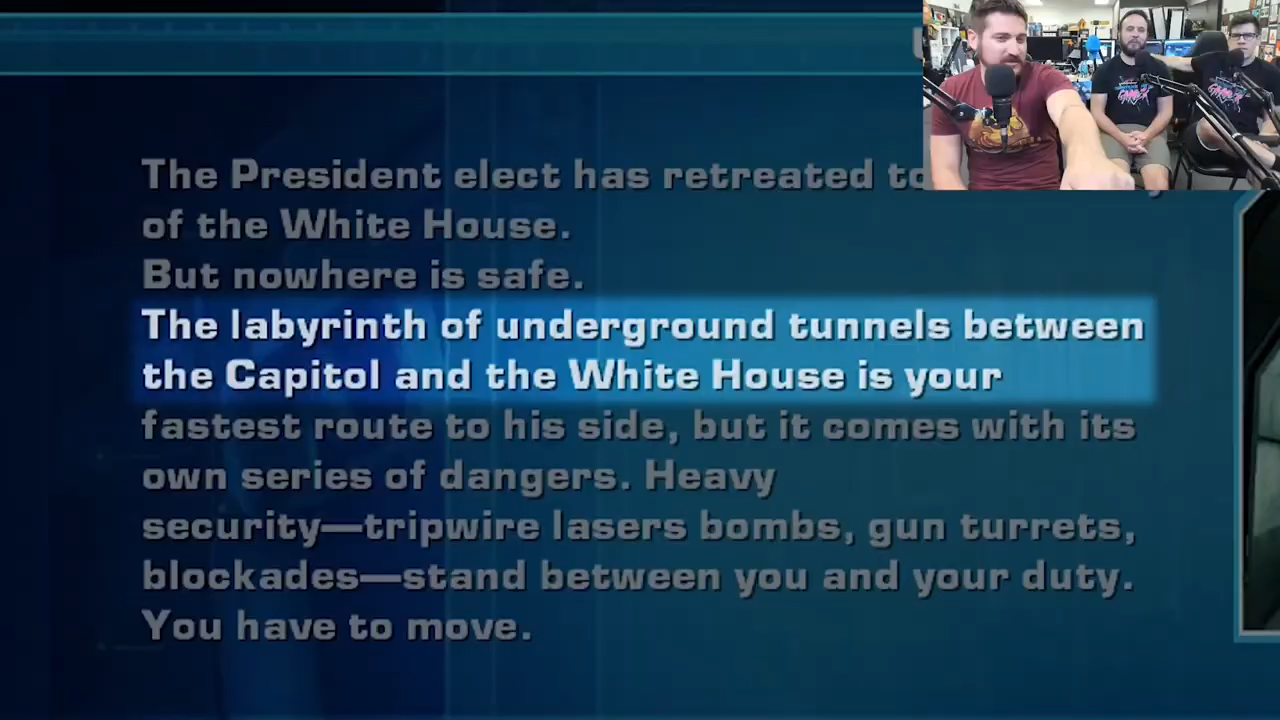 The President elect has retreated to
of the White House.
But nowhere is safe.
The labyrinth of underground tunnels between
the Capitol and the White House is your
fastest route to his side, but it comes with its
own series of dangers. Heavy
security—tripwire lasers bombs, gun turrets,
blockades—stand between you and your duty.
You have to move.